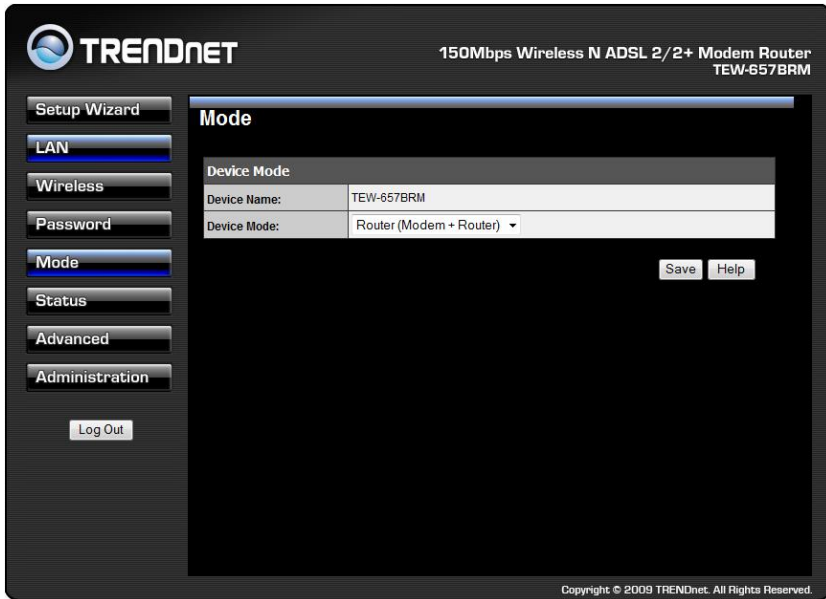 TRENDNET
150Mbps Wireless N ADSL 2/2+ Modem Router
TEW-657BRM
Setup Wizard
LAN
Wireless
Password
Mode
Status
Advanced
Administration
Log Out
Mode
Device Mode
Device Name: TEW-657BRM
Device Mode: Router (Modem + Router)
Save Help
Copyright © 2009 TRENDnet. All Rights Reserved.